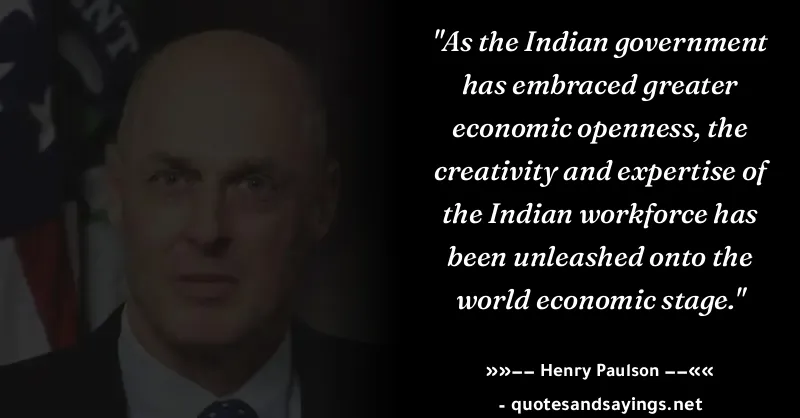 NT
"As the Indian government
has embraced greater
economic openness, the
creativity and expertise of
the Indian workforce has
been unleashed onto the
world economic stage."
»»–– Henry Paulson ––««
- quotesandsayings.net